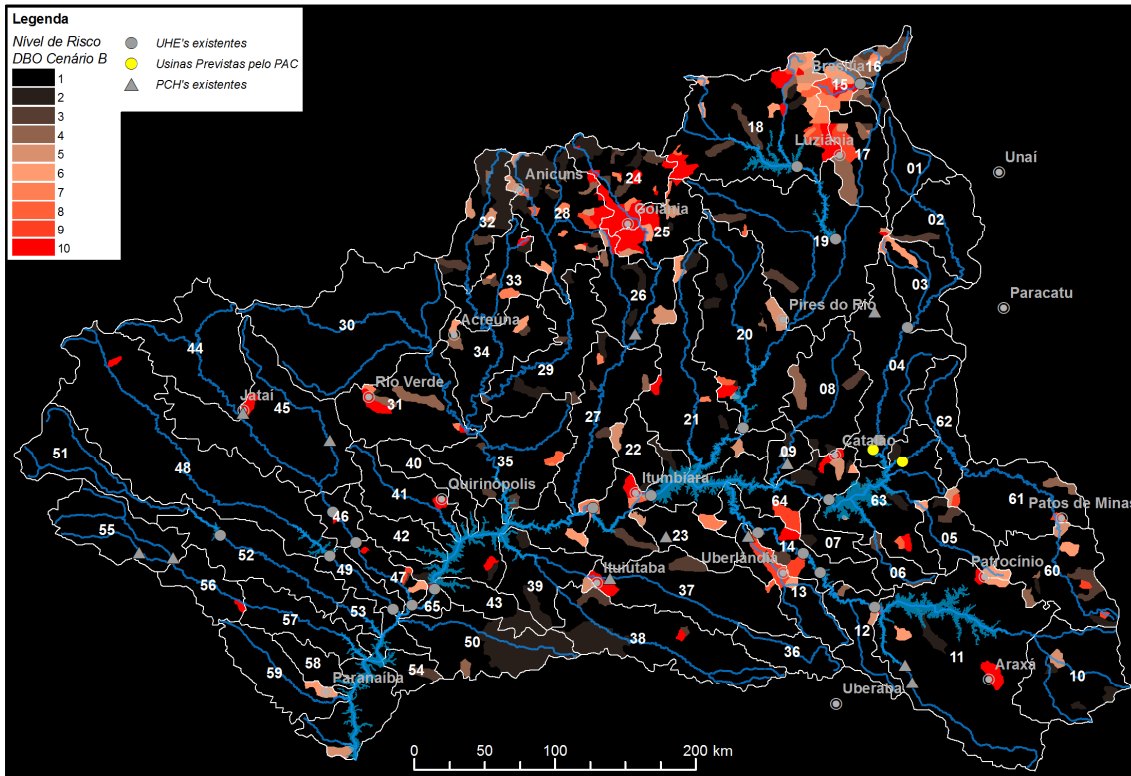 Legenda
Nível de Risco
DBO Cenário B
1
2
3
4
5
6
7
8
9
10
UHE's existentes
Usinas Previstas pelo PAC
PCH's existentes
Brasília
16
15
18
Luziânia
17
01
Unaí
Anicuns
24
32
28
Goiânia
25
02
19
33
26
03
Paracatu
Pires do Rio
30
Acreúna
34
20
44
29
04
08
Rio Verde
31
Jataí
45
27
21
62
51
48
40
35
22
09
Catalão
41
Quirinópolis
Itumbiara
64
63
61
Patos de Minas
46
42
23
05
55
52
49
Uberlândia
14
07
47
Ituiútaba
06
Patrocínio
60
56
39
37
13
65
43
57
53
12
50
38
11
58
54
36
59
Paranaíba
Araxá
10
Uberaba
0 50 100 200 km